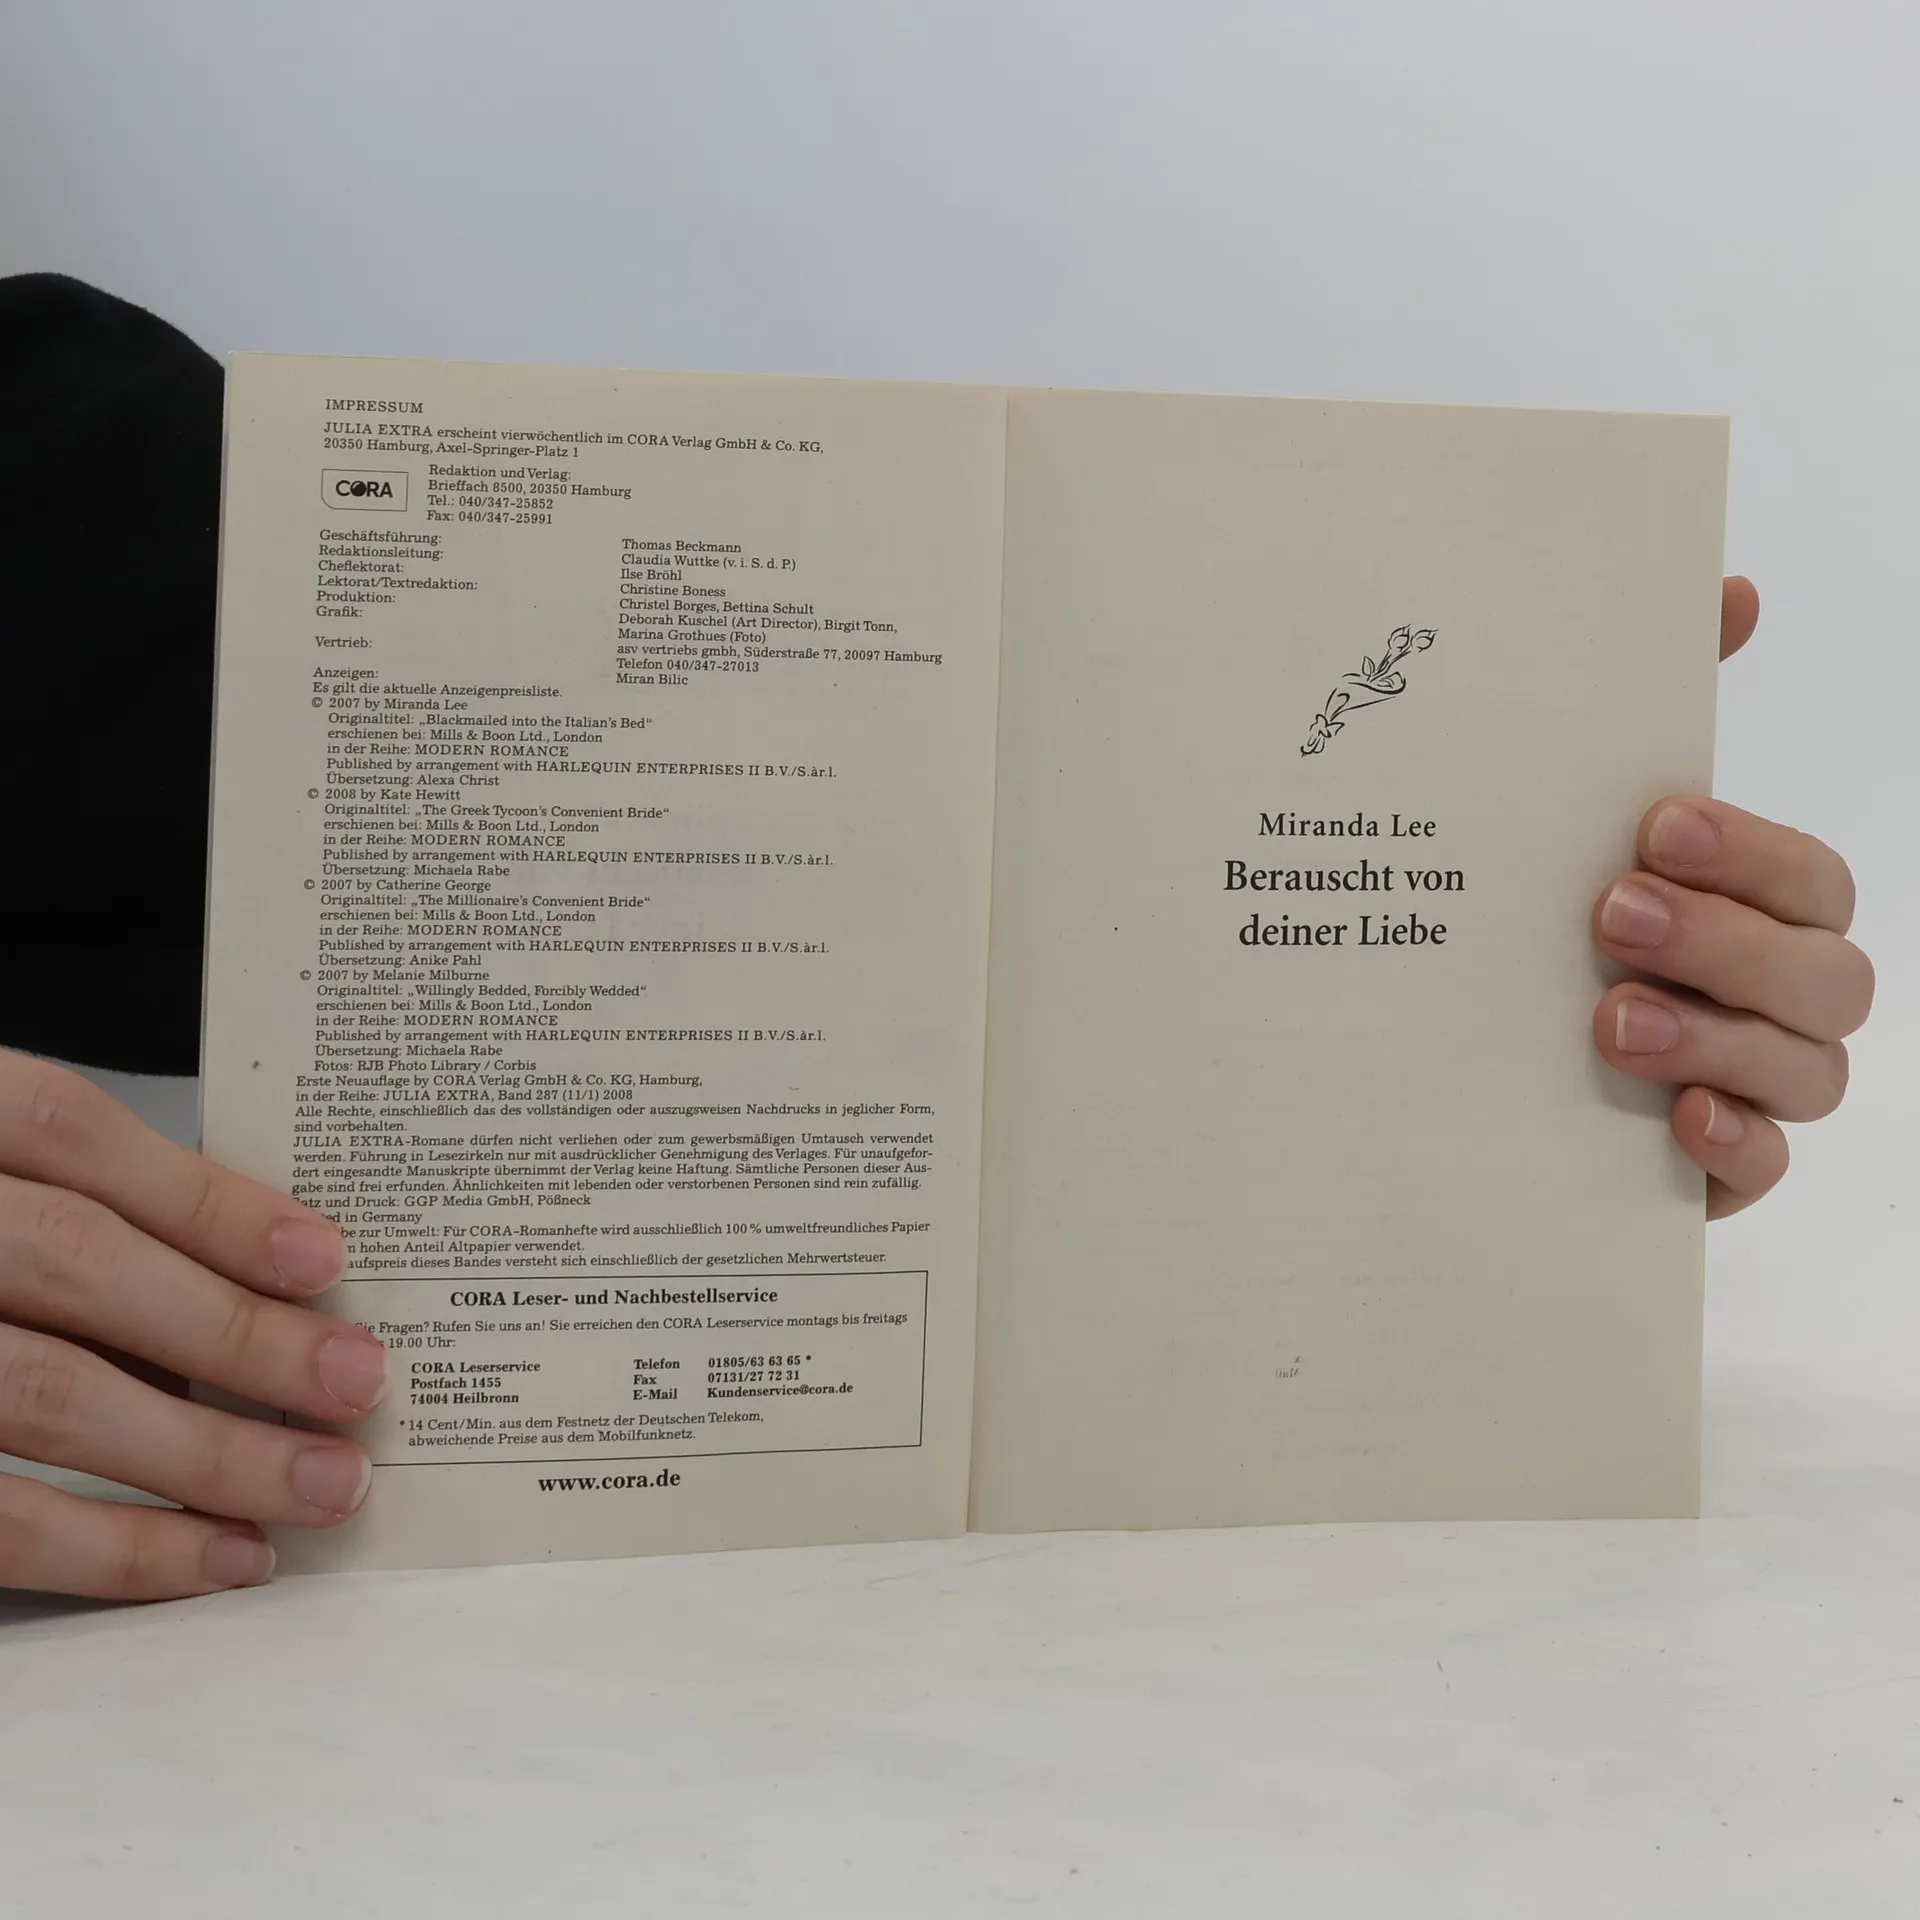 IMPRESSUM
JULIA EXTRA erscheint vierwöchentlich im CORA Verlag GmbH & Co. KG,
20350 Hamburg, Axel-Springer-Platz 1
CORA
Redaktion und Verlag:
Brieffach 8500, 20350 Hamburg
Tel.: 040/347-25852
Fax: 040/347-25991
Geschäftsführung:
Redaktionsleitung:
Cheflektorat:
Lektorat/Textredaktion:
Produktion:
Grafik:
Vertrieb:
Anzeigen:
Thomas Beckmann
Claudia Wuttke (v. i. S. d. P.)
Ilse Bröhl
Christine Boness
Christel Borges, Bettina Schult
Deborah Kuschel (Art Director), Birgit Tonn,
Marina Grothues (Foto)
asv vertriebs gmbh, Süderstraße 77, 20097 Hamburg
Telefon 040/347-27013
Miran Bilic
Es gilt die aktuelle Anzeigenpreisliste.
© 2007 by Miranda Lee
Originaltitel: „Blackmailed into the Italian's Bed“
erschienen bei: Mills & Boon Ltd., London
in der Reihe: MODERN ROMANCE
Published by arrangement with HARLEQUIN ENTERPRISES II B.V./S.àr.l.
Übersetzung: Alexa Christ
© 2008 by Kate Hewitt
Originaltitel: „The Greek Tycoon's Convenient Bride“
erschienen bei: Mills & Boon Ltd., London
in der Reihe: MODERN ROMANCE
Published by arrangement with HARLEQUIN ENTERPRISES II B.V./S.àr.l.
Übersetzung: Michaela Rabe
© 2007 by Catherine George
Originaltitel: „The Millionaire's Convenient Bride“
erschienen bei: Mills & Boon Ltd., London
in der Reihe: MODERN ROMANCE
Published by arrangement with HARLEQUIN ENTERPRISES II B.V./S.àr.l.
Übersetzung: Anike Pahl
© 2007 by Melanie Milburne
Originaltitel: „Willingly Bedded, Forcibly Wedded“
erschienen bei: Mills & Boon Ltd., London
in der Reihe: MODERN ROMANCE
Published by arrangement with HARLEQUIN ENTERPRISES II B.V./S.àr.l.
Übersetzung: Michaela Rabe
Fotos: RJB Photo Library / Corbis
Erste Neuauflage by CORA Verlag GmbH & Co. KG, Hamburg,
in der Reihe: JULIA EXTRA, Band 287 (11/1) 2008
Alle Rechte, einschließlich das des vollständigen oder auszugsweisen Nachdrucks in jeglicher Form,
sind vorbehalten.
JULIA EXTRA-Romane dürfen nicht verliehen oder zum gewerbsmäßigen Umtausch verwendet
werden. Führung in Lesezirkeln nur mit ausdrücklicher Genehmigung des Verlages. Für unaufgefor-
dert eingesandte Manuskripte übernimmt der Verlag keine Haftung. Sämtliche Personen dieser Aus-
gabe sind frei erfunden. Ähnlichkeiten mit lebenden oder verstorbenen Personen sind rein zufällig.
Satz und Druck: GGP Media GmbH, Pößneck
in Germany
zur Umwelt: Für CORA-Romanhefte wird ausschließlich 100 % umweltfreundliches Papier
hohen Anteil Altpapier verwendet.
dieses Bandes versteht sich einschließlich der gesetzlichen Mehrwertsteuer.
CORA Leser- und Nachbestellservice
Sie Fragen? Rufen Sie uns an! Sie erreichen den CORA Leserservice montags bis freitags
19.00 Uhr:
CORA Leserservice
Postfach 1455
74004 Heilbronn
Telefon 01805/63 63 65 *
Fax 07131/27 72 31
E-Mail Kundenservice@cora.de
* 14 Cent/Min. aus dem Festnetz der Deutschen Telekom,
abweichende Preise aus dem Mobilfunknetz.
www.cora.de
Miranda Lee
Berauscht von
deiner Liebe